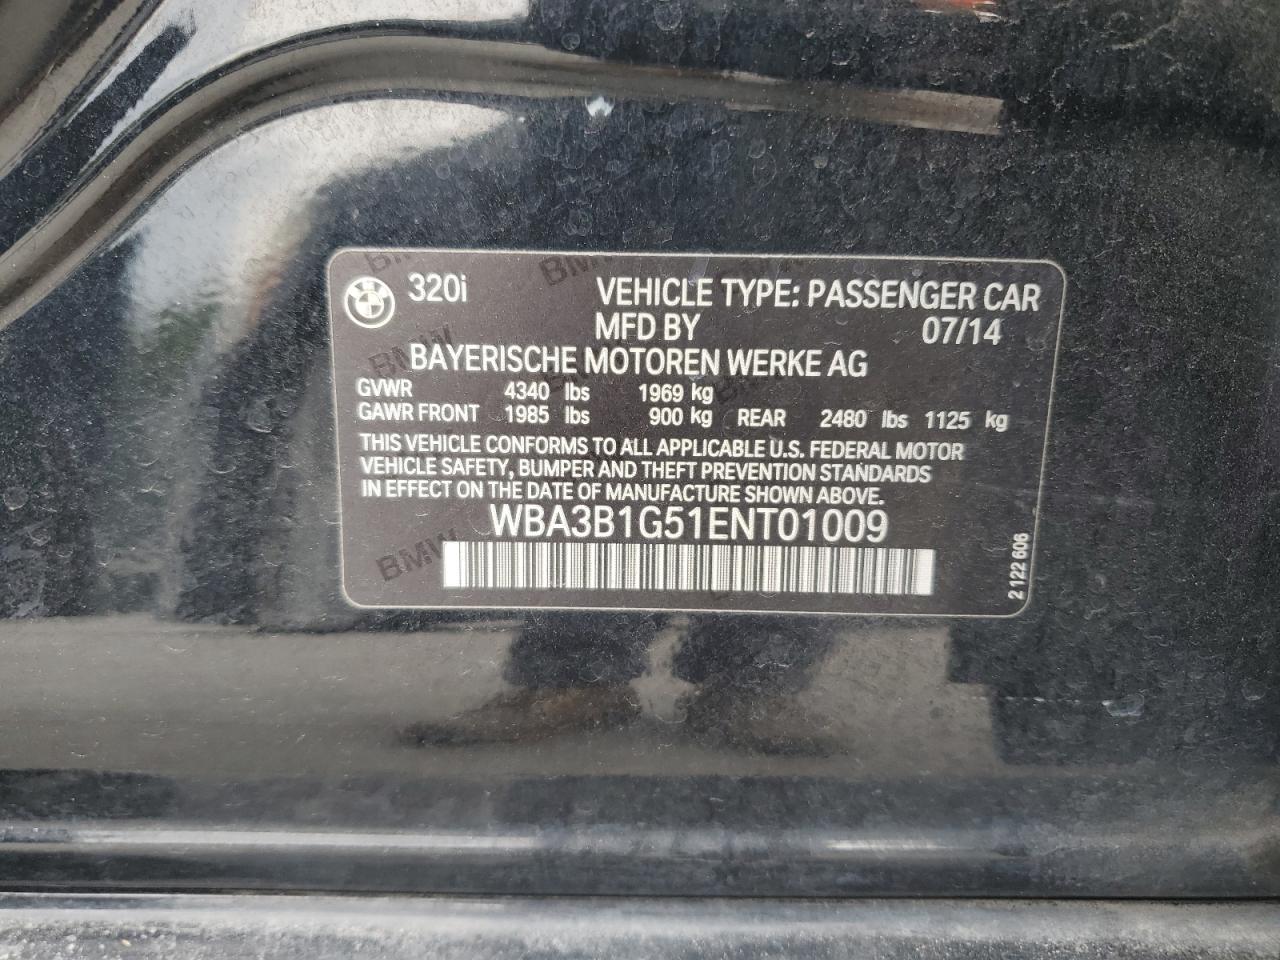 320i VEHICLE TYPE: PASSENGER CAR
MFD BY 07/14
BAYERISCHE MOTOREN WERKE AG
GVWR 4340 lbs 1969 kg
GAWR FRONT 1985 lbs 900 kg REAR 2480 lbs 1125 kg
THIS VEHICLE CONFORMS TO ALL APPLICABLE U.S. FEDERAL MOTOR
VEHICLE SAFETY, BUMPER AND THEFT PREVENTION STANDARDS
IN EFFECT ON THE DATE OF MANUFACTURE SHOWN ABOVE.
WBA3B1G51ENT01009
2 122 606
BMW